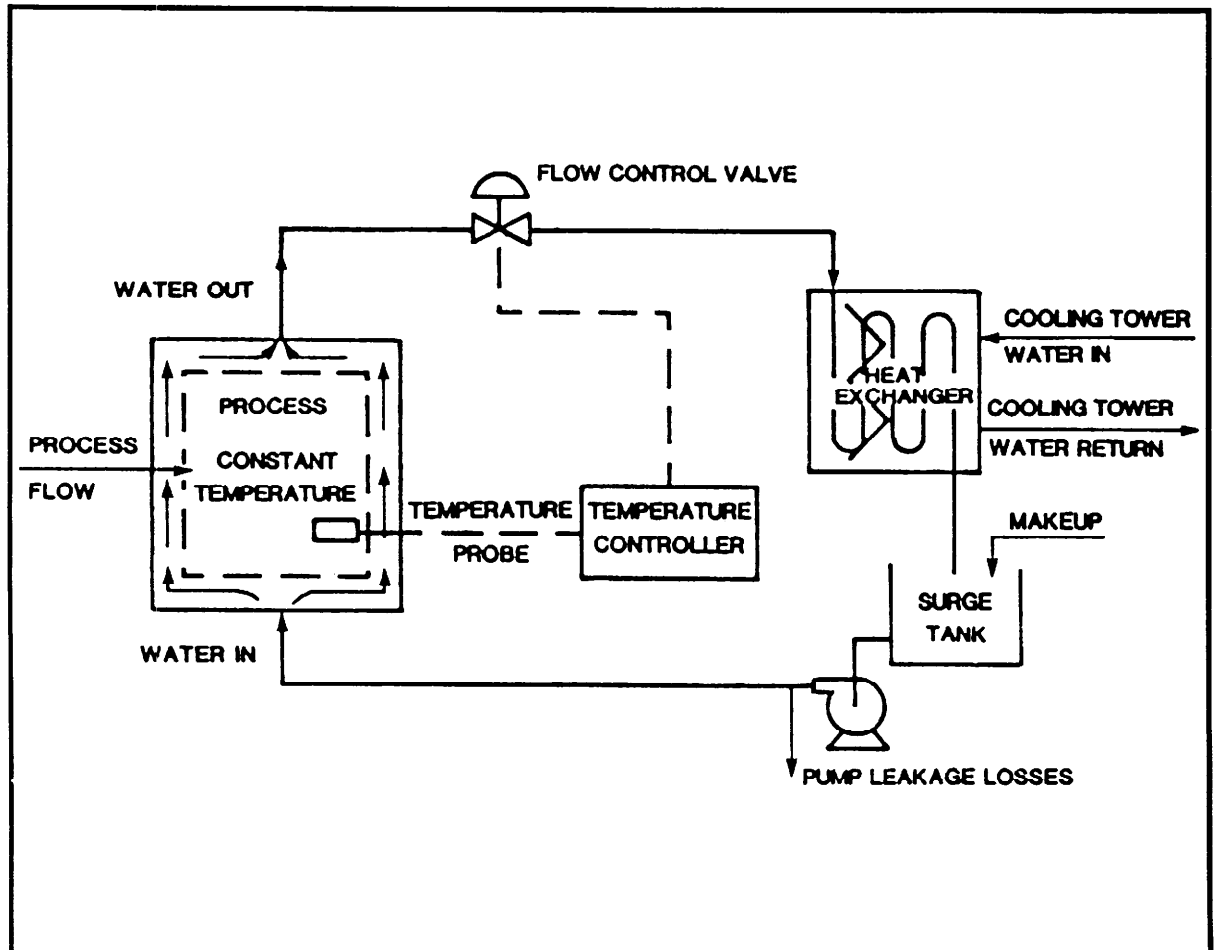 FLOW CONTROL VALVE
WATER OUT
COOLING TOWER
WATER IN
HEAT
EXCHANGER
COOLING TOWER
WATER RETURN
PROCESS
PROCESS
FLOW
CONSTANT
TEMPERATURE
TEMPERATURE
PROBE
TEMPERATURE
CONTROLLER
MAKEUP
SURGE
TANK
WATER IN
PUMP LEAKAGE LOSSES